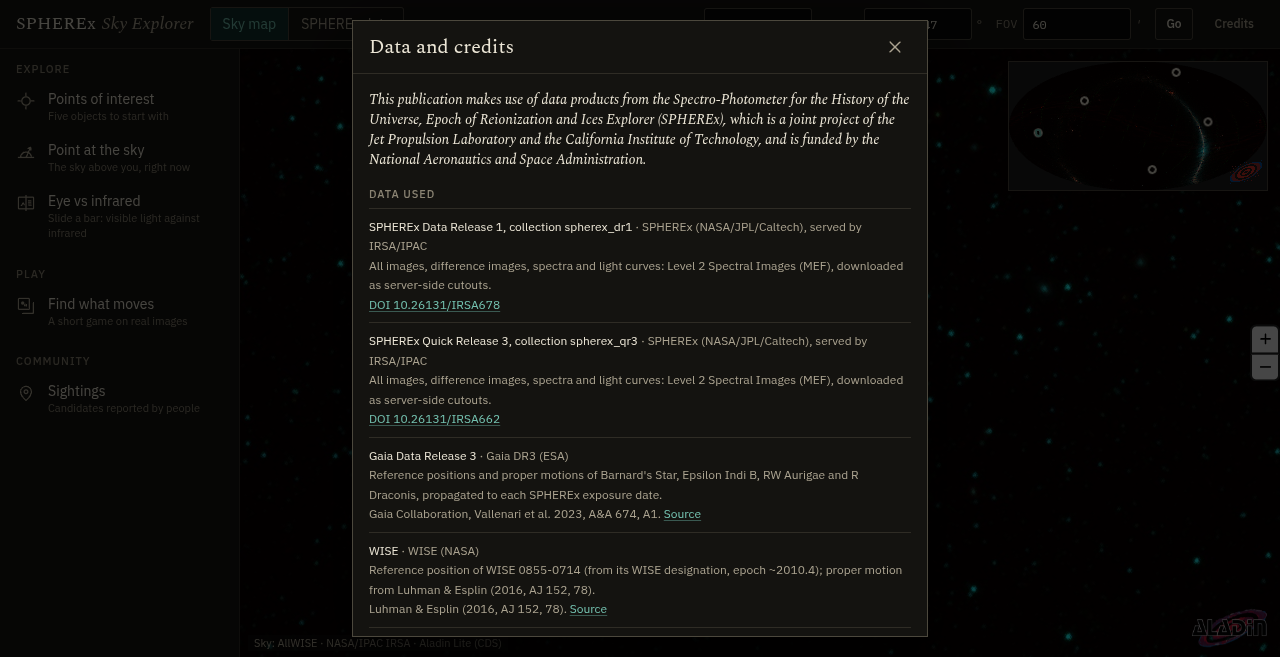 SPHEREx Sky Explorer
Sky map
SPHERE
°
FOV
60
Go
Credits
EXPLORE
Points of interest
Five objects to start with
Point at the sky
The sky above you, right now
Eye vs infrared
Slide a bar: visible light against
infrared
PLAY
Find what moves
A short game on real images
COMMUNITY
Sightings
Candidates reported by people
Data and credits
This publication makes use of data products from the Spectro-Photometer for the History of the
Universe, Epoch of Reionization and Ices Explorer (SPHEREx), which is a joint project of the
Jet Propulsion Laboratory and the California Institute of Technology, and is funded by the
National Aeronautics and Space Administration.
DATA USED
SPHEREx Data Release 1, collection spherex_dr1 · SPHEREx (NASA/JPL/Caltech), served by
IRSA/IPAC
All images, difference images, spectra and light curves: Level 2 Spectral Images (MEF), downloaded
as server-side cutouts.
DOI 10.26131/IRSA678
SPHEREx Quick Release 3, collection spherex_qr3 · SPHEREx (NASA/JPL/Caltech), served by
IRSA/IPAC
All images, difference images, spectra and light curves: Level 2 Spectral Images (MEF), downloaded
as server-side cutouts.
DOI 10.26131/IRSA662
Gaia Data Release 3 · Gaia DR3 (ESA)
Reference positions and proper motions of Barnard's Star, Epsilon Indi B, RW Aurigae and R
Draconis, propagated to each SPHEREx exposure date.
Gaia Collaboration, Vallenari et al. 2023, A&A 674, A1. Source
WISE · WISE (NASA)
Reference position of WISE 0855-0714 (from its WISE designation, epoch ~2010.4); proper motion
from Luhman & Esplin (2016, AJ 152, 78).
Luhman & Esplin (2016, AJ 152, 78). Source
+
−
Sky: AllWISE · NASA/IPAC IRSA · Aladin Lite (CDS)
ALADIN